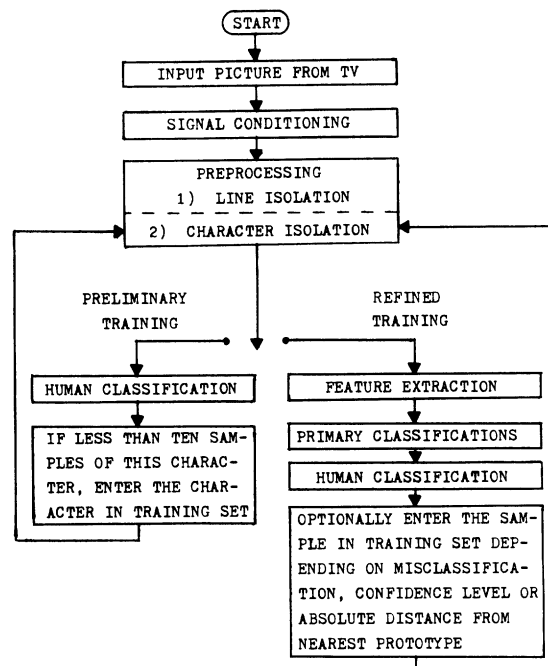 START
INPUT PICTURE FROM TV
SIGNAL CONDITIONING
PREPROCESSING
1) LINE ISOLATION
2) CHARACTER ISOLATION
PRELIMINARY
TRAINING
HUMAN CLASSIFICATION
IF LESS THAN TEN SAM-
PLES OF THIS CHARAC-
TER, ENTER THE CHAR-
ACTER IN TRAINING SET
REFINED
TRAINING
FEATURE EXTRACTION
PRIMARY CLASSIFICATIONS
HUMAN CLASSIFICATION
OPTIONALLY ENTER THE SAM-
PLE IN TRAINING SET DEP-
ENDING ON MISCLASSIFICA-
TION, CONFIDENCE LEVEL OR
ABSOLUTE DISTANCE FROM
NEAREST PROTOTYPE